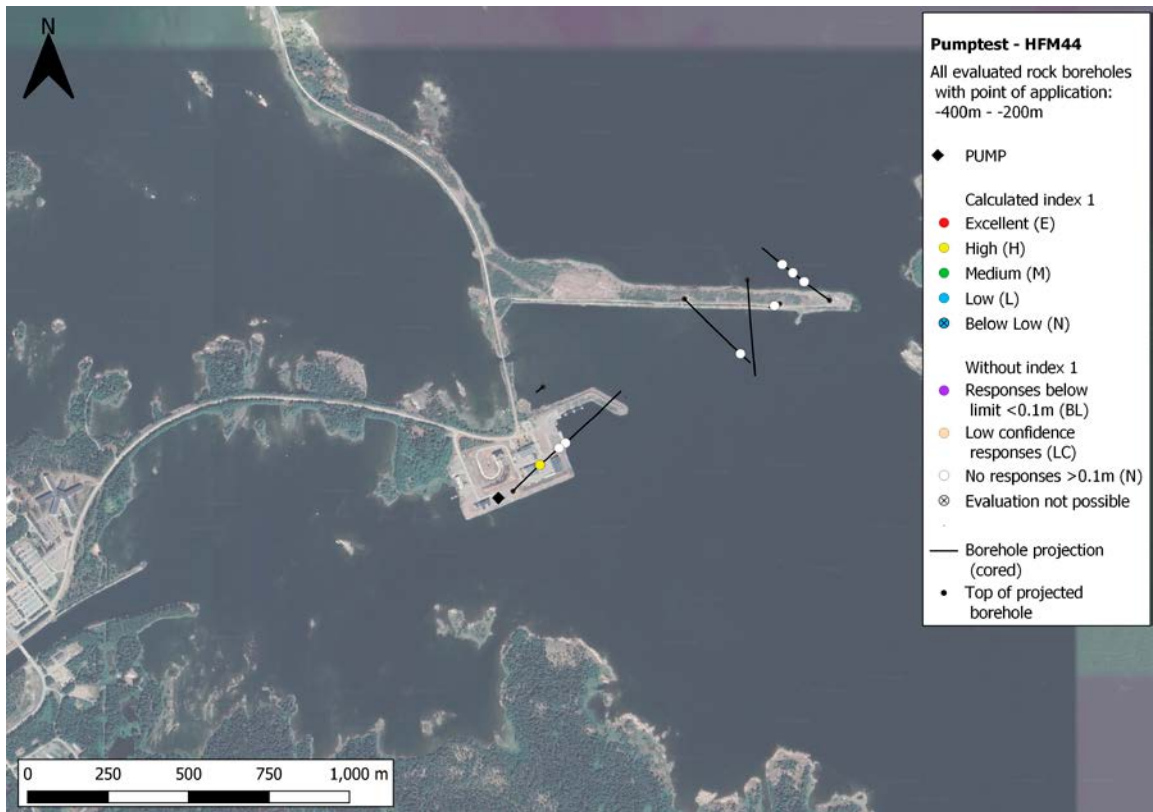 N
Pumptest - HFM44
All evaluated rock boreholes
with point of application:
-400m - -200m
PUMP
Calculated index 1
Excellent (E)
High (H)
Medium (M)
Low (L)
Below Low (N)
Without index 1
Responses below
limit <0.1m (BL)
Low confidence
responses (LC)
No responses >0.1m (N)
Evaluation not possible
Borehole projection
(cored)
Top of projected
borehole
0 250 500 750 1,000 m